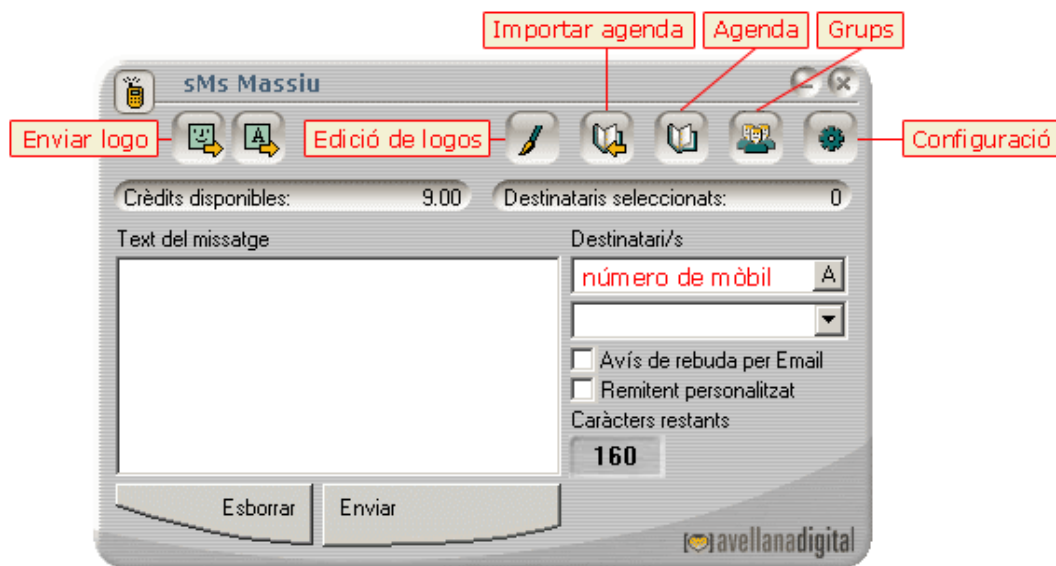 Importar agenda
Agenda
Grups
sMs Massiu
Enviar logo
A
Edició de logos
Configuració
Crèdits disponibles:
9.00
Destinataris seleccionats:
0
Text del missatge
Destinatari/s
número de mòbil
A
Avís de rebuda per Email
Remitent personalitzat
Caràcters restants
160
Esborrar
Enviar
avellanadigital